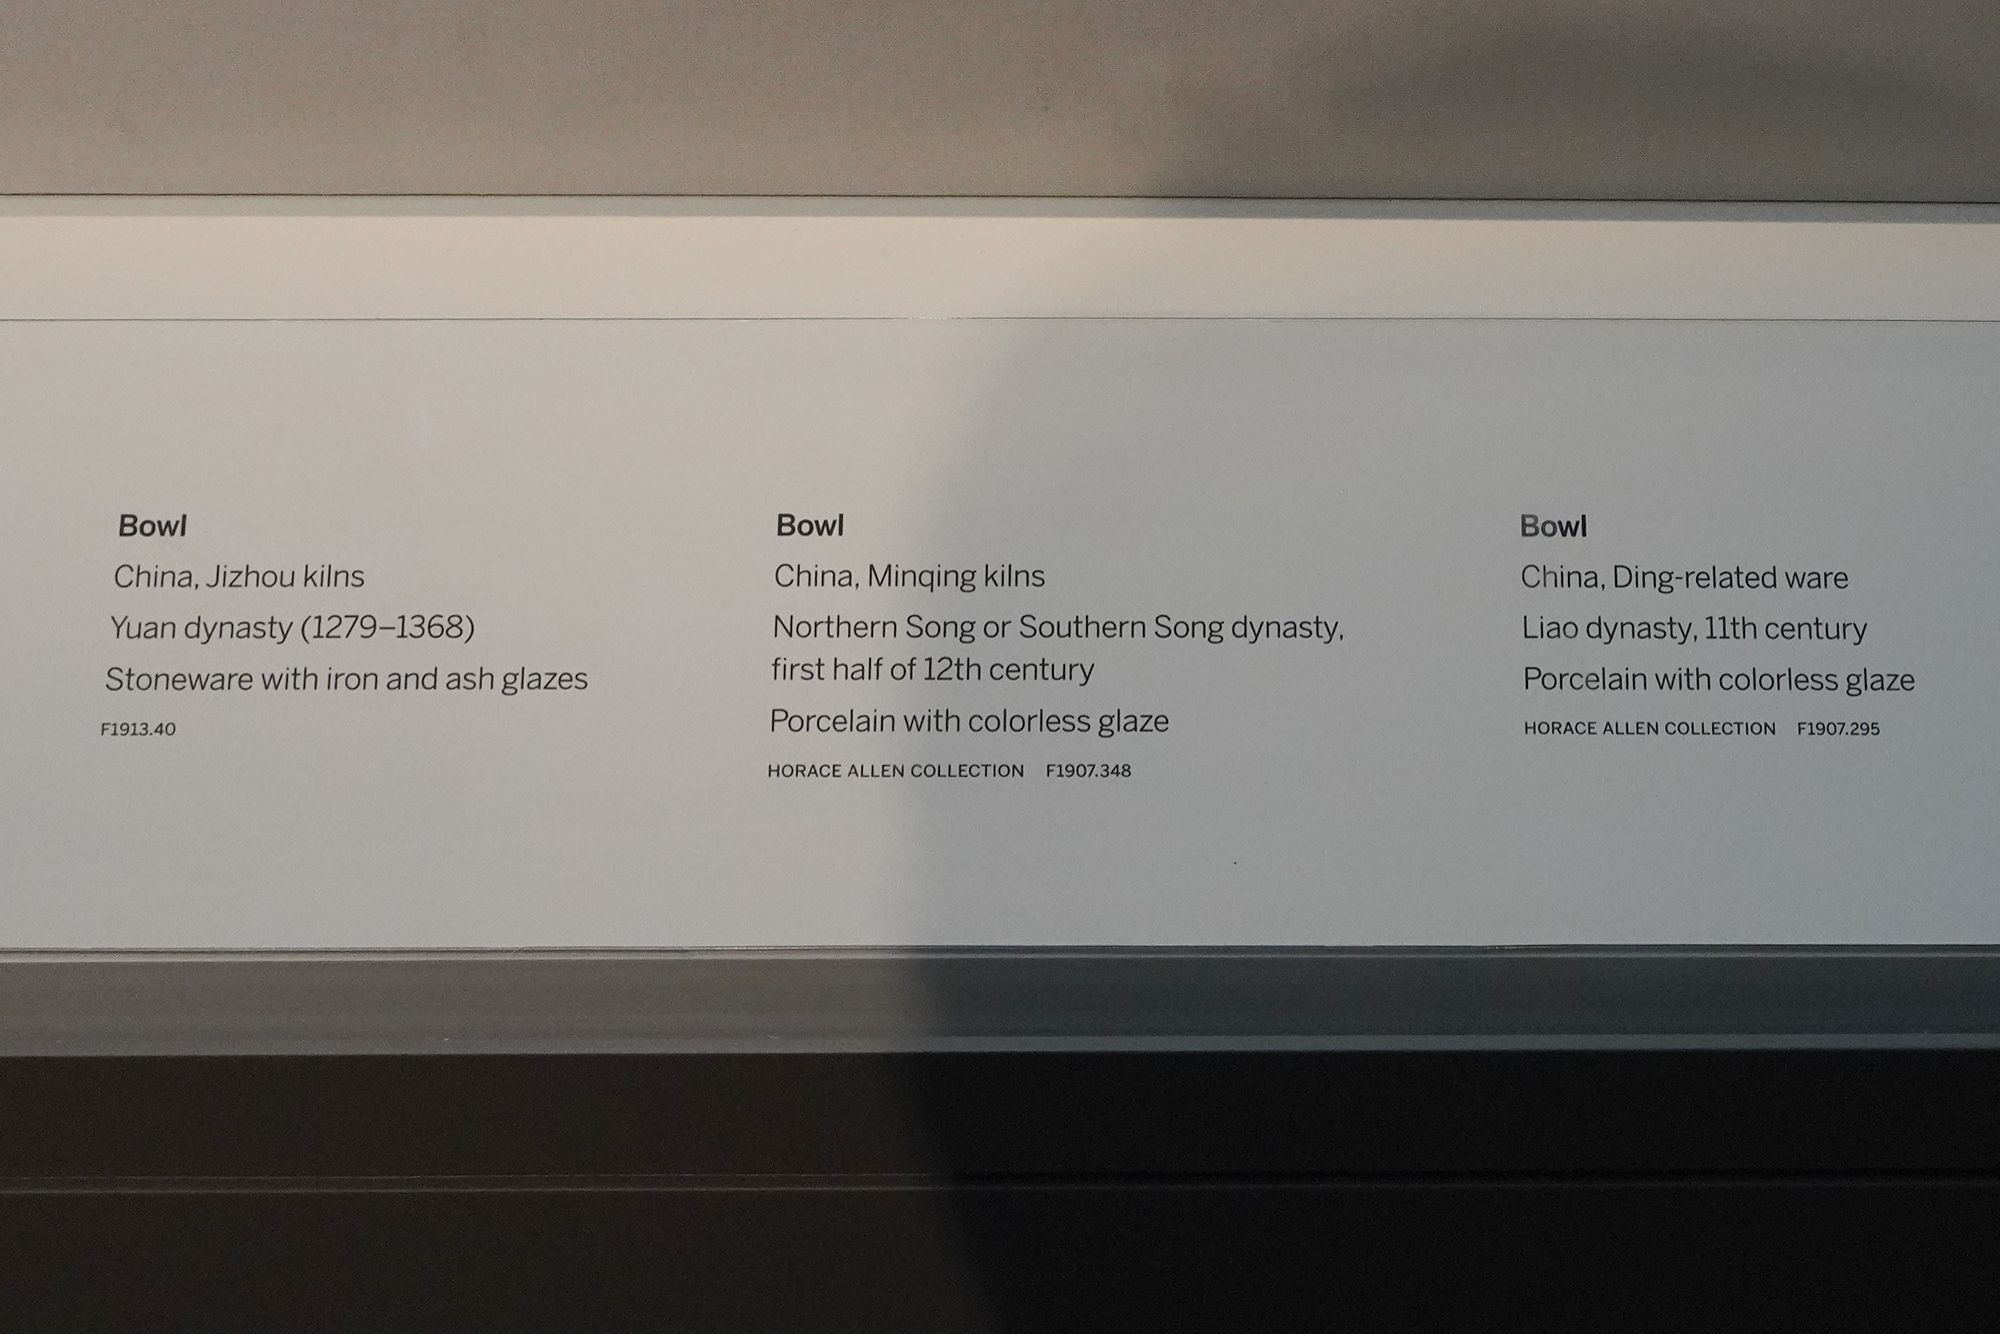 Bowl
China, Jizhou kilns
Yuan dynasty (1279–1368)
Stoneware with iron and ash glazes
F1913.40
Bowl
China, Minqing kilns
Northern Song or Southern Song dynasty,
first half of 12th century
Porcelain with colorless glaze
HORACE ALLEN COLLECTION F1907.348
Bowl
China, Ding-related ware
Liao dynasty, 11th century
Porcelain with colorless glaze
HORACE ALLEN COLLECTION F1907.295